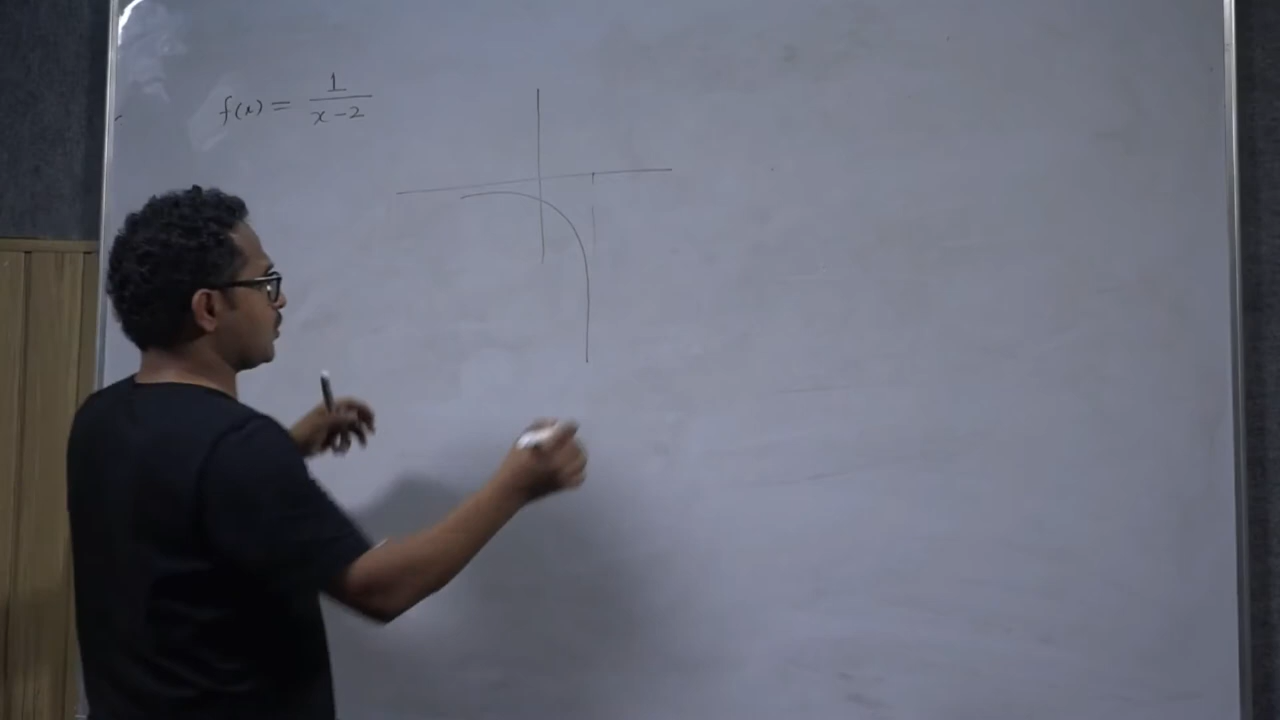 f(x) = 1/(x-2)